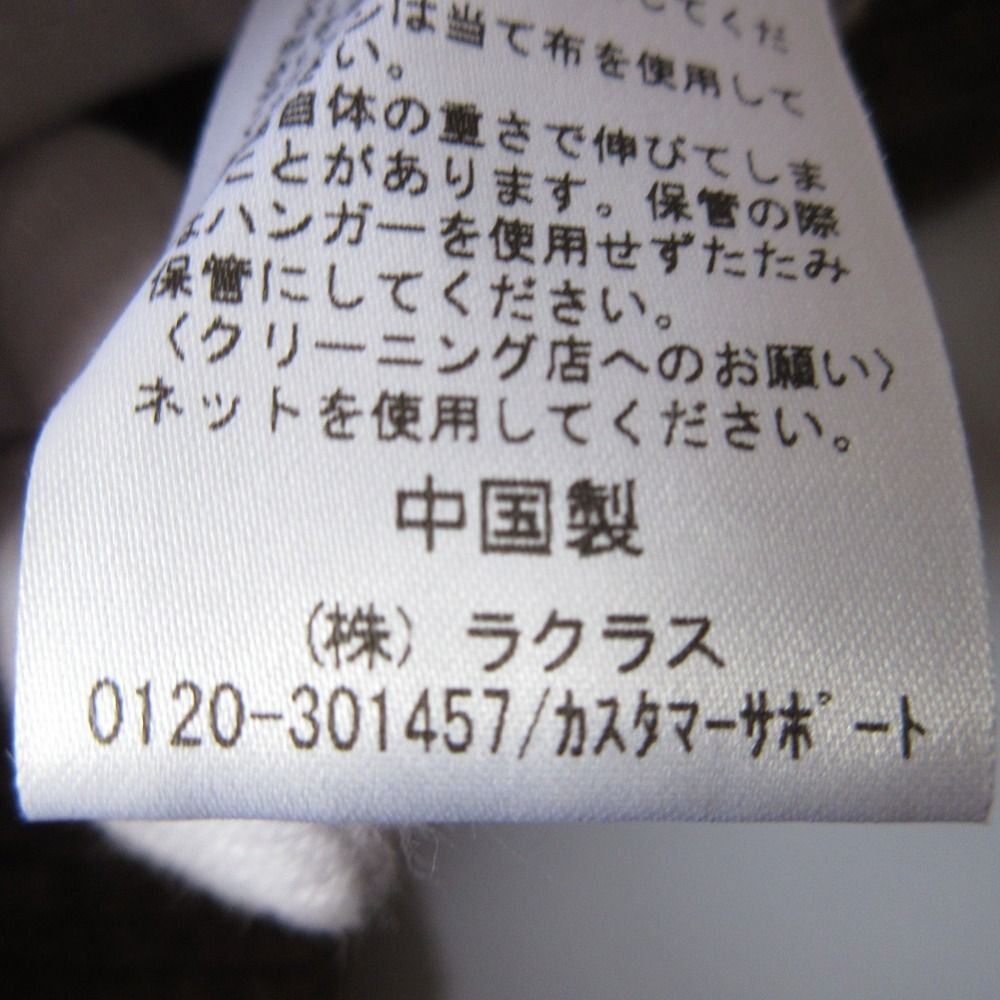 してくだ
は当て布を使用して
い。
自体の重さで伸びてしま
ことがあります。保管の際
はハンガーを使用せずたたみ
保管にしてください。
〈クリーニング店へのお願い〉
ネットを使用してください。
中国製
(株) ラクラス
0120-301457/ｶｽﾀﾏｰｻﾎﾟｰﾄ